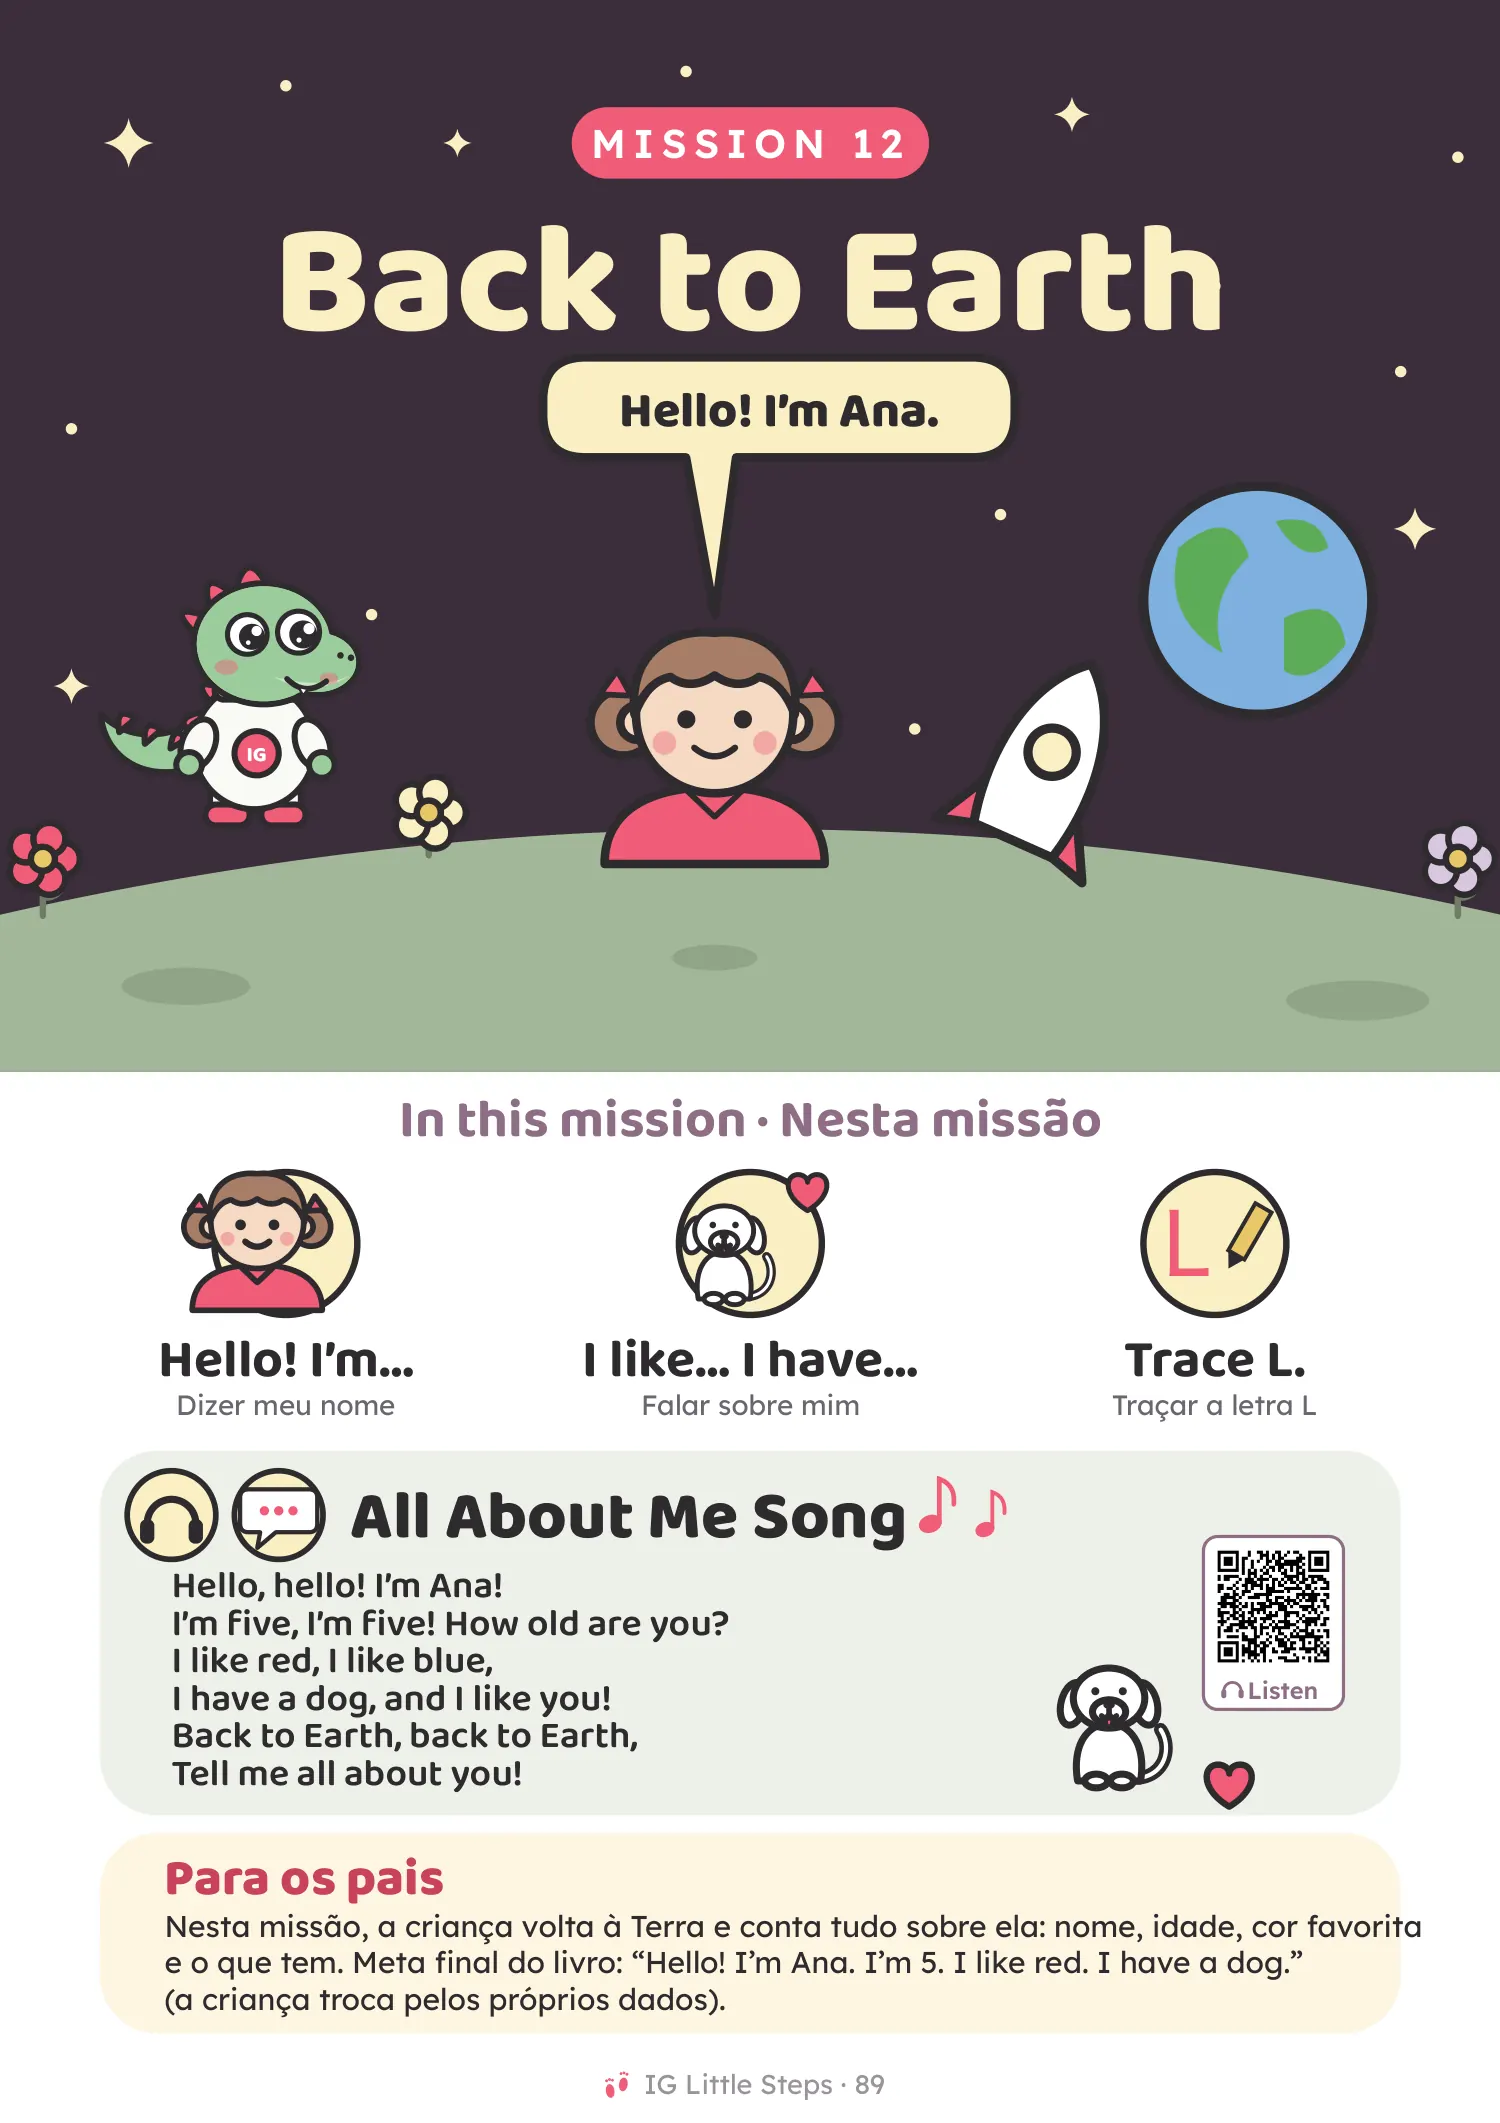 MISSION 12
Back to Earth
Hello! I'm Ana.
IG
In this mission · Nesta missão
L
Hello! I'm...
Dizer meu nome
I like... I have...
Falar sobre mim
Trace L.
Traçar a letra L
All About Me Song
Hello, hello! I'm Ana!
I'm five, I'm five! How old are you?
I like red, I like blue,
I have a dog, and I like you!
Back to Earth, back to Earth,
Tell me all about you!
Listen
Para os pais
Nesta missão, a criança volta à Terra e conta tudo sobre ela: nome, idade, cor favorita
e o que tem. Meta final do livro: “Hello! I’m Ana. I’m 5. I like red. I have a dog.”
(a criança troca pelos próprios dados).
IG Little Steps · 89